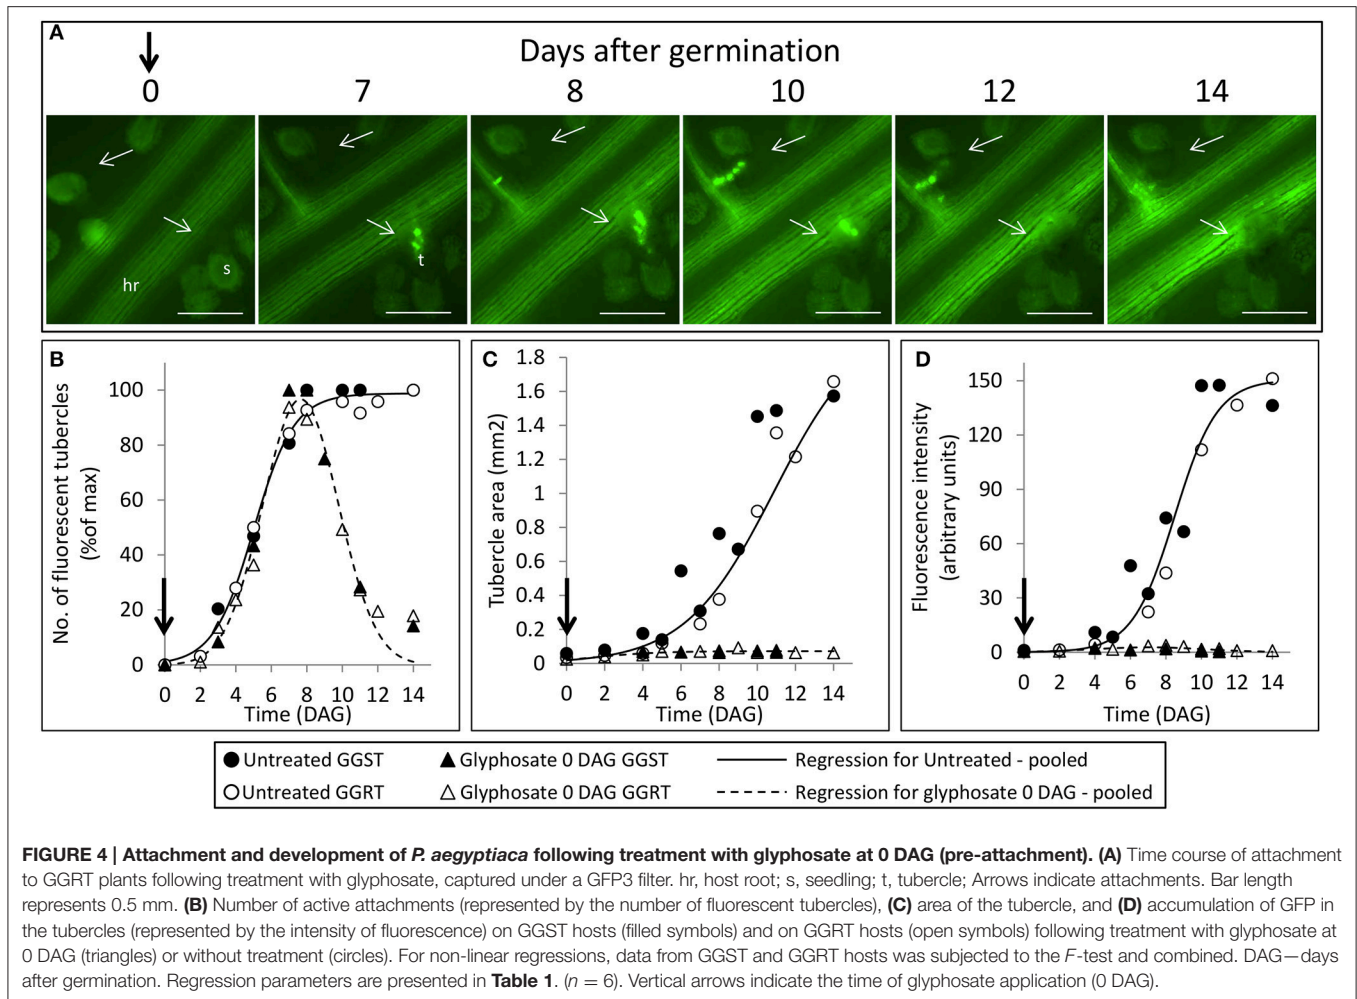 A
Days after germination
0 7 8 10 12 14
hr s t
B
No. of fluorescent tubercles
(%of max)
100
80
60
40
20
0
0 2 4 6 8 10 12 14
Time (DAG)
C
Tubercle area (mm2)
1.8
1.6
1.4
1.2
1
0.8
0.6
0.4
0.2
0
0 2 4 6 8 10 12 14
Time (DAG)
D
Fluorescence intensity
(arbitrary units)
150
120
90
60
30
0
0 2 4 6 8 10 12 14
Time (DAG)
Untreated GGST Glyphosate 0 DAG GGST Regression for Untreated - pooled
Untreated GGRT Glyphosate 0 DAG GGRT Regression for glyphosate 0 DAG - pooled
FIGURE 4 | Attachment and development of P. aegyptiaca following treatment with glyphosate at 0 DAG (pre-attachment). (A) Time course of attachment
to GGRT plants following treatment with glyphosate, captured under a GFP3 filter. hr, host root; s, seedling; t, tubercle; Arrows indicate attachments. Bar length
represents 0.5 mm. (B) Number of active attachments (represented by the number of fluorescent tubercles), (C) area of the tubercle, and (D) accumulation of GFP in
the tubercles (represented by the intensity of fluorescence) on GGST hosts (filled symbols) and on GGRT hosts (open symbols) following treatment with glyphosate at
0 DAG (triangles) or without treatment (circles). For non-linear regressions, data from GGST and GGRT hosts was subjected to the F-test and combined. DAG—days
after germination. Regression parameters are presented in Table 1. (n = 6). Vertical arrows indicate the time of glyphosate application (0 DAG).